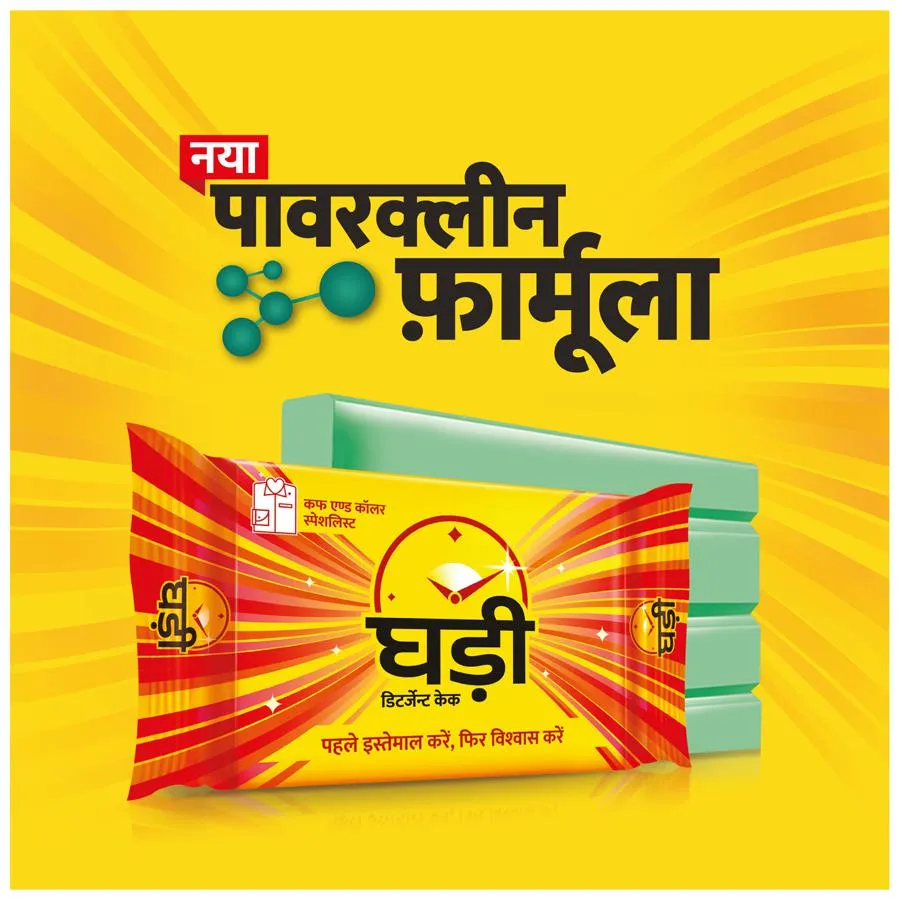 नया
पावरक्लीन
फ़ार्मूला
कफ एण्ड कॉलर
स्पेशलिस्ट
घड़ी
घड़ी
डिटर्जेन्ट केक
पहले इस्तेमाल करें, फिर विश्वास करें
घड़ी